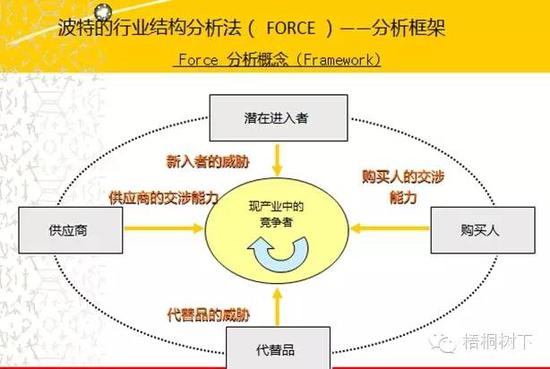 波特的行业结构分析法（ FORCE ）——分析框架
Force 分析概念（Framework）
潜在进入者
新入者的威胁
供应商的交涉能力
购买人的交涉
能力
供应商
现产业中的
竞争者
购买人
代替品的威胁
代替品
梧桐树下